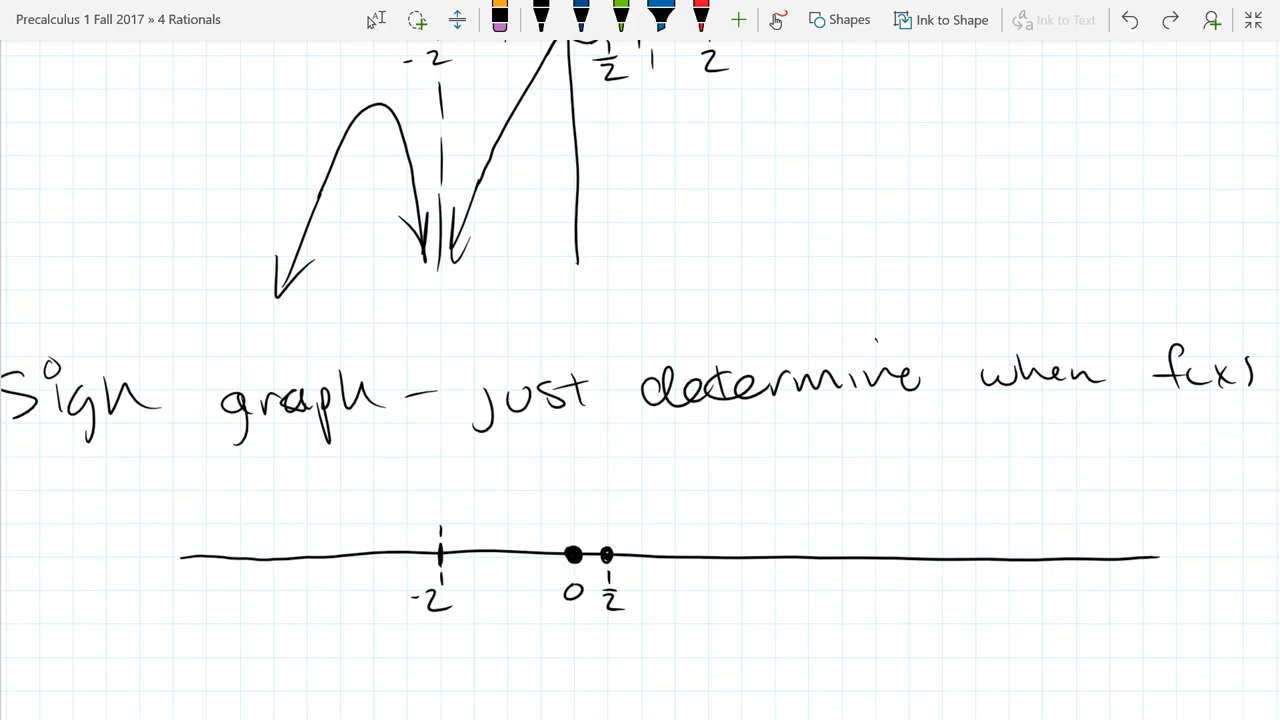 Precalculus 1 Fall 2017 » 4 Rationals
Shapes
Ink to Shape
Ink to Text
-2 1/2 1 2
Sign graph - just determine when f(x)
-2 0 1/2